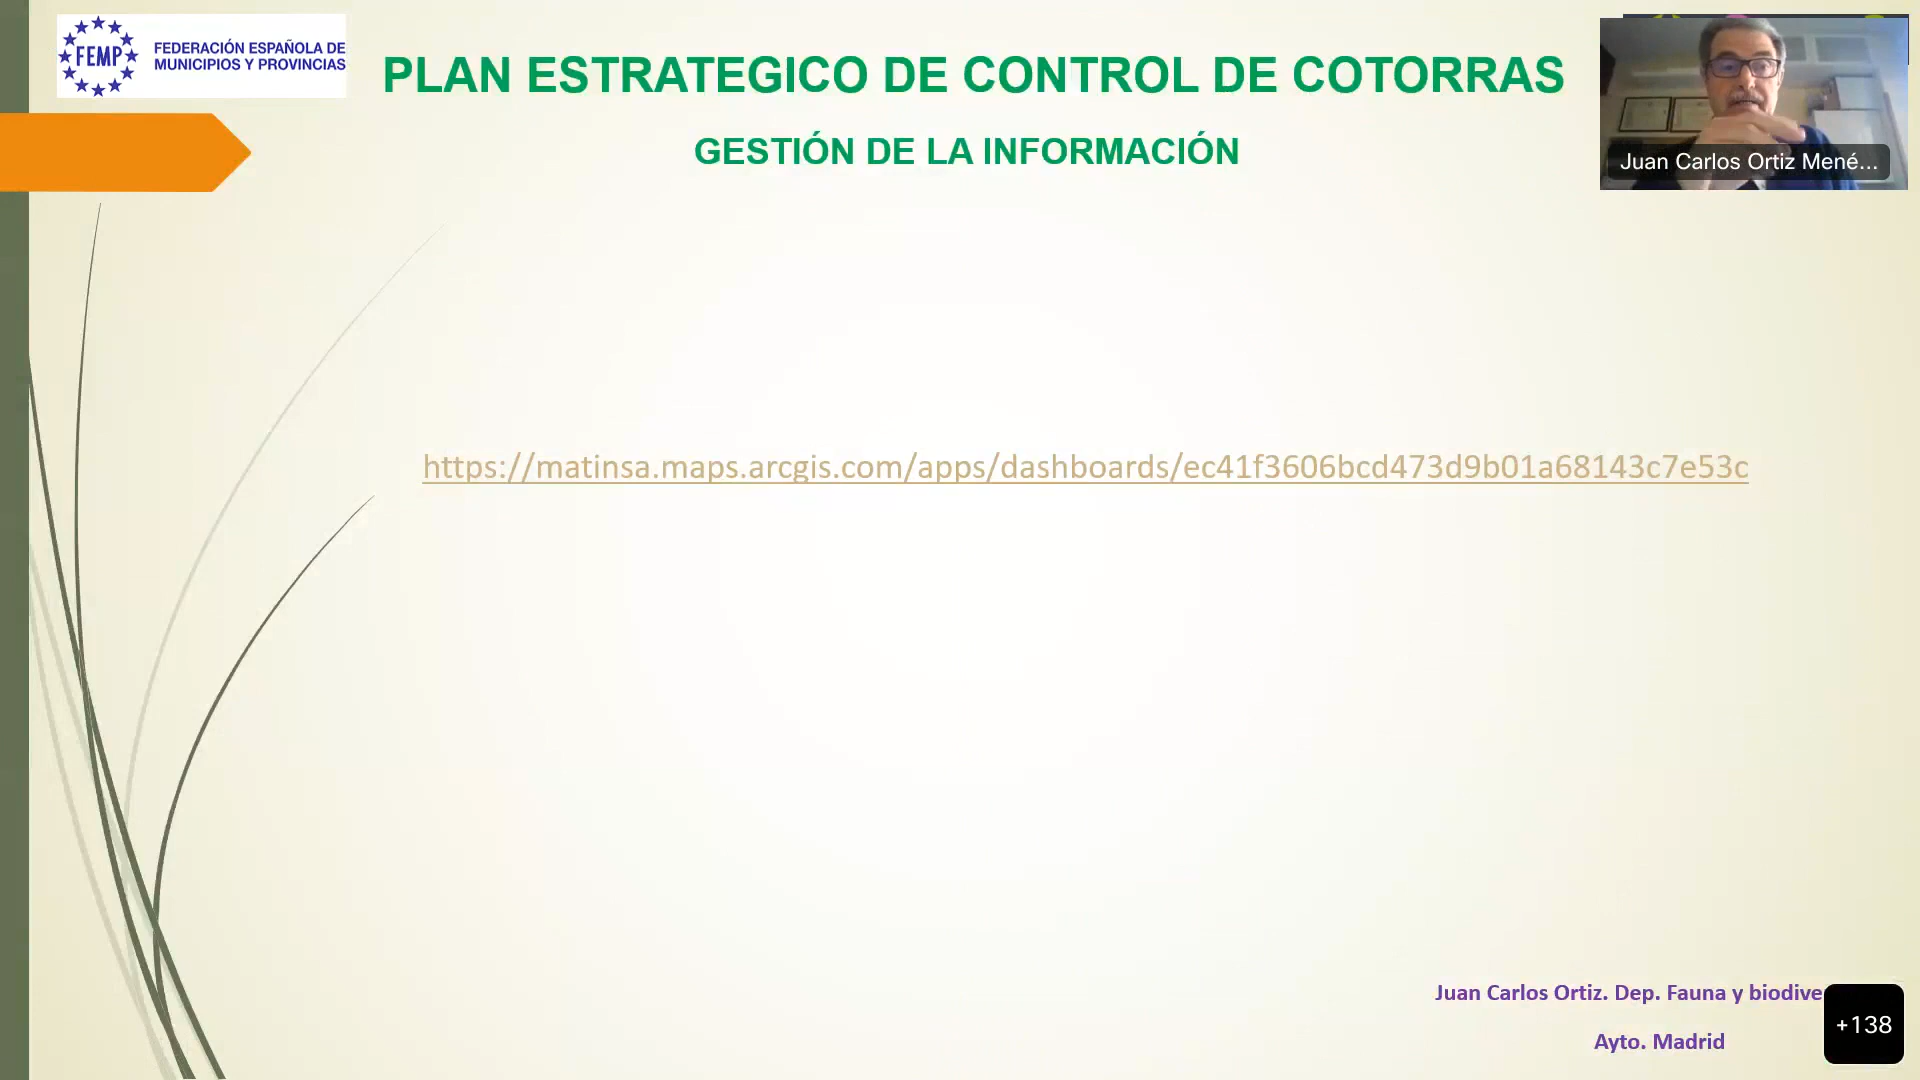 FEMP
FEDERACIÓN ESPAÑOLA DE
MUNICIPIOS Y PROVINCIAS
PLAN ESTRATEGICO DE CONTROL DE COTORRAS
GESTIÓN DE LA INFORMACIÓN
Juan Carlos Ortiz Mené...
https://matinsa.maps.arcgis.com/apps/dashboards/ec41f3606bcd473d9b01a68143c7e53c
Juan Carlos Ortiz. Dep. Fauna y biodive
Ayto. Madrid
+138